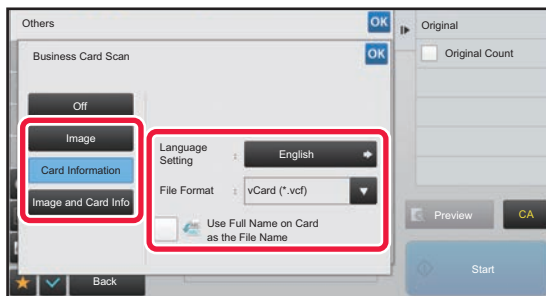 Others
OK
Original
Business Card Scan
OK
Original Count
Off
Image
Language
Setting
:
English
Card Information
File Format
:
vCard (*.vcf)
Image and Card Info
Use Full Name on Card
as the File Name
Preview
CA
Start
Back